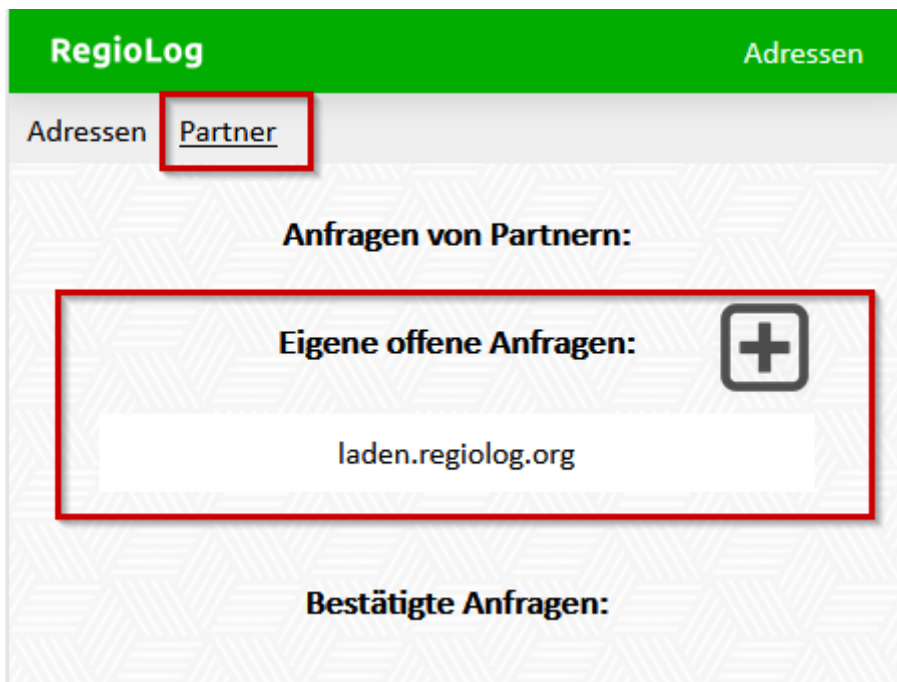 RegioLog Adressen
Adressen Partner
Anfragen von Partnern:
Eigene offene Anfragen:
laden.regiolog.org
Bestätigte Anfragen: